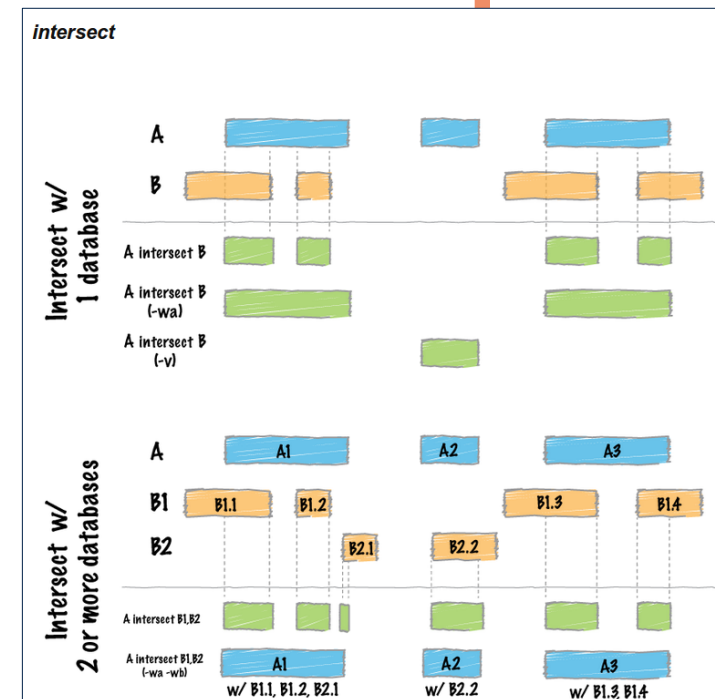 intersect
Intersect w/
1 database
A
B
A intersect B
A intersect B
(-wa)
A intersect B
(-v)
Intersect w/
2 or more databases
A
A1
A2
A3
B1
B1.1
B1.2
B1.3
B1.4
B2
B2.1
B2.2
A intersect B1,B2
A intersect B1,B2
(-wa -wb)
A1
A2
A3
w/ B1.1, B1.2, B2.1
w/ B2.2
w/ B1.3, B1.4